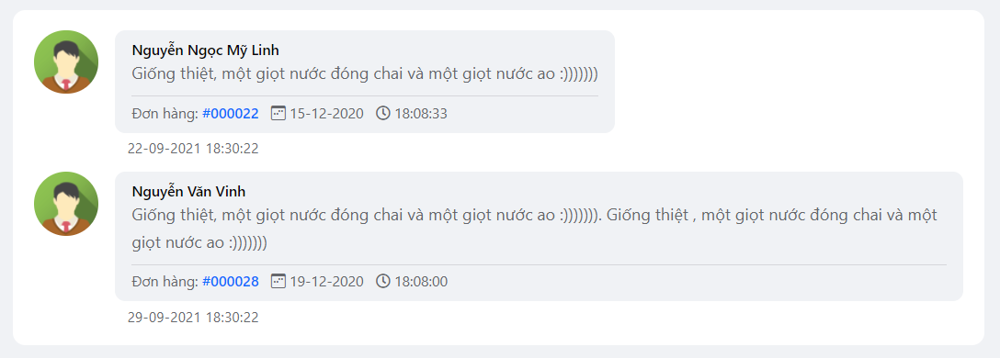 Nguyễn Ngọc Mỹ Linh
Giống thiệt, một giọt nước đóng chai và một giọt nước ao :)))))))
Đơn hàng: #000022 15-12-2020 18:08:33
22-09-2021 18:30:22
Nguyễn Văn Vinh
Giống thiệt, một giọt nước đóng chai và một giọt nước ao :))))))). Giống thiệt , một giọt nước đóng chai và một
giọt nước ao :)))))))
Đơn hàng: #000028 19-12-2020 18:08:00
29-09-2021 18:30:22